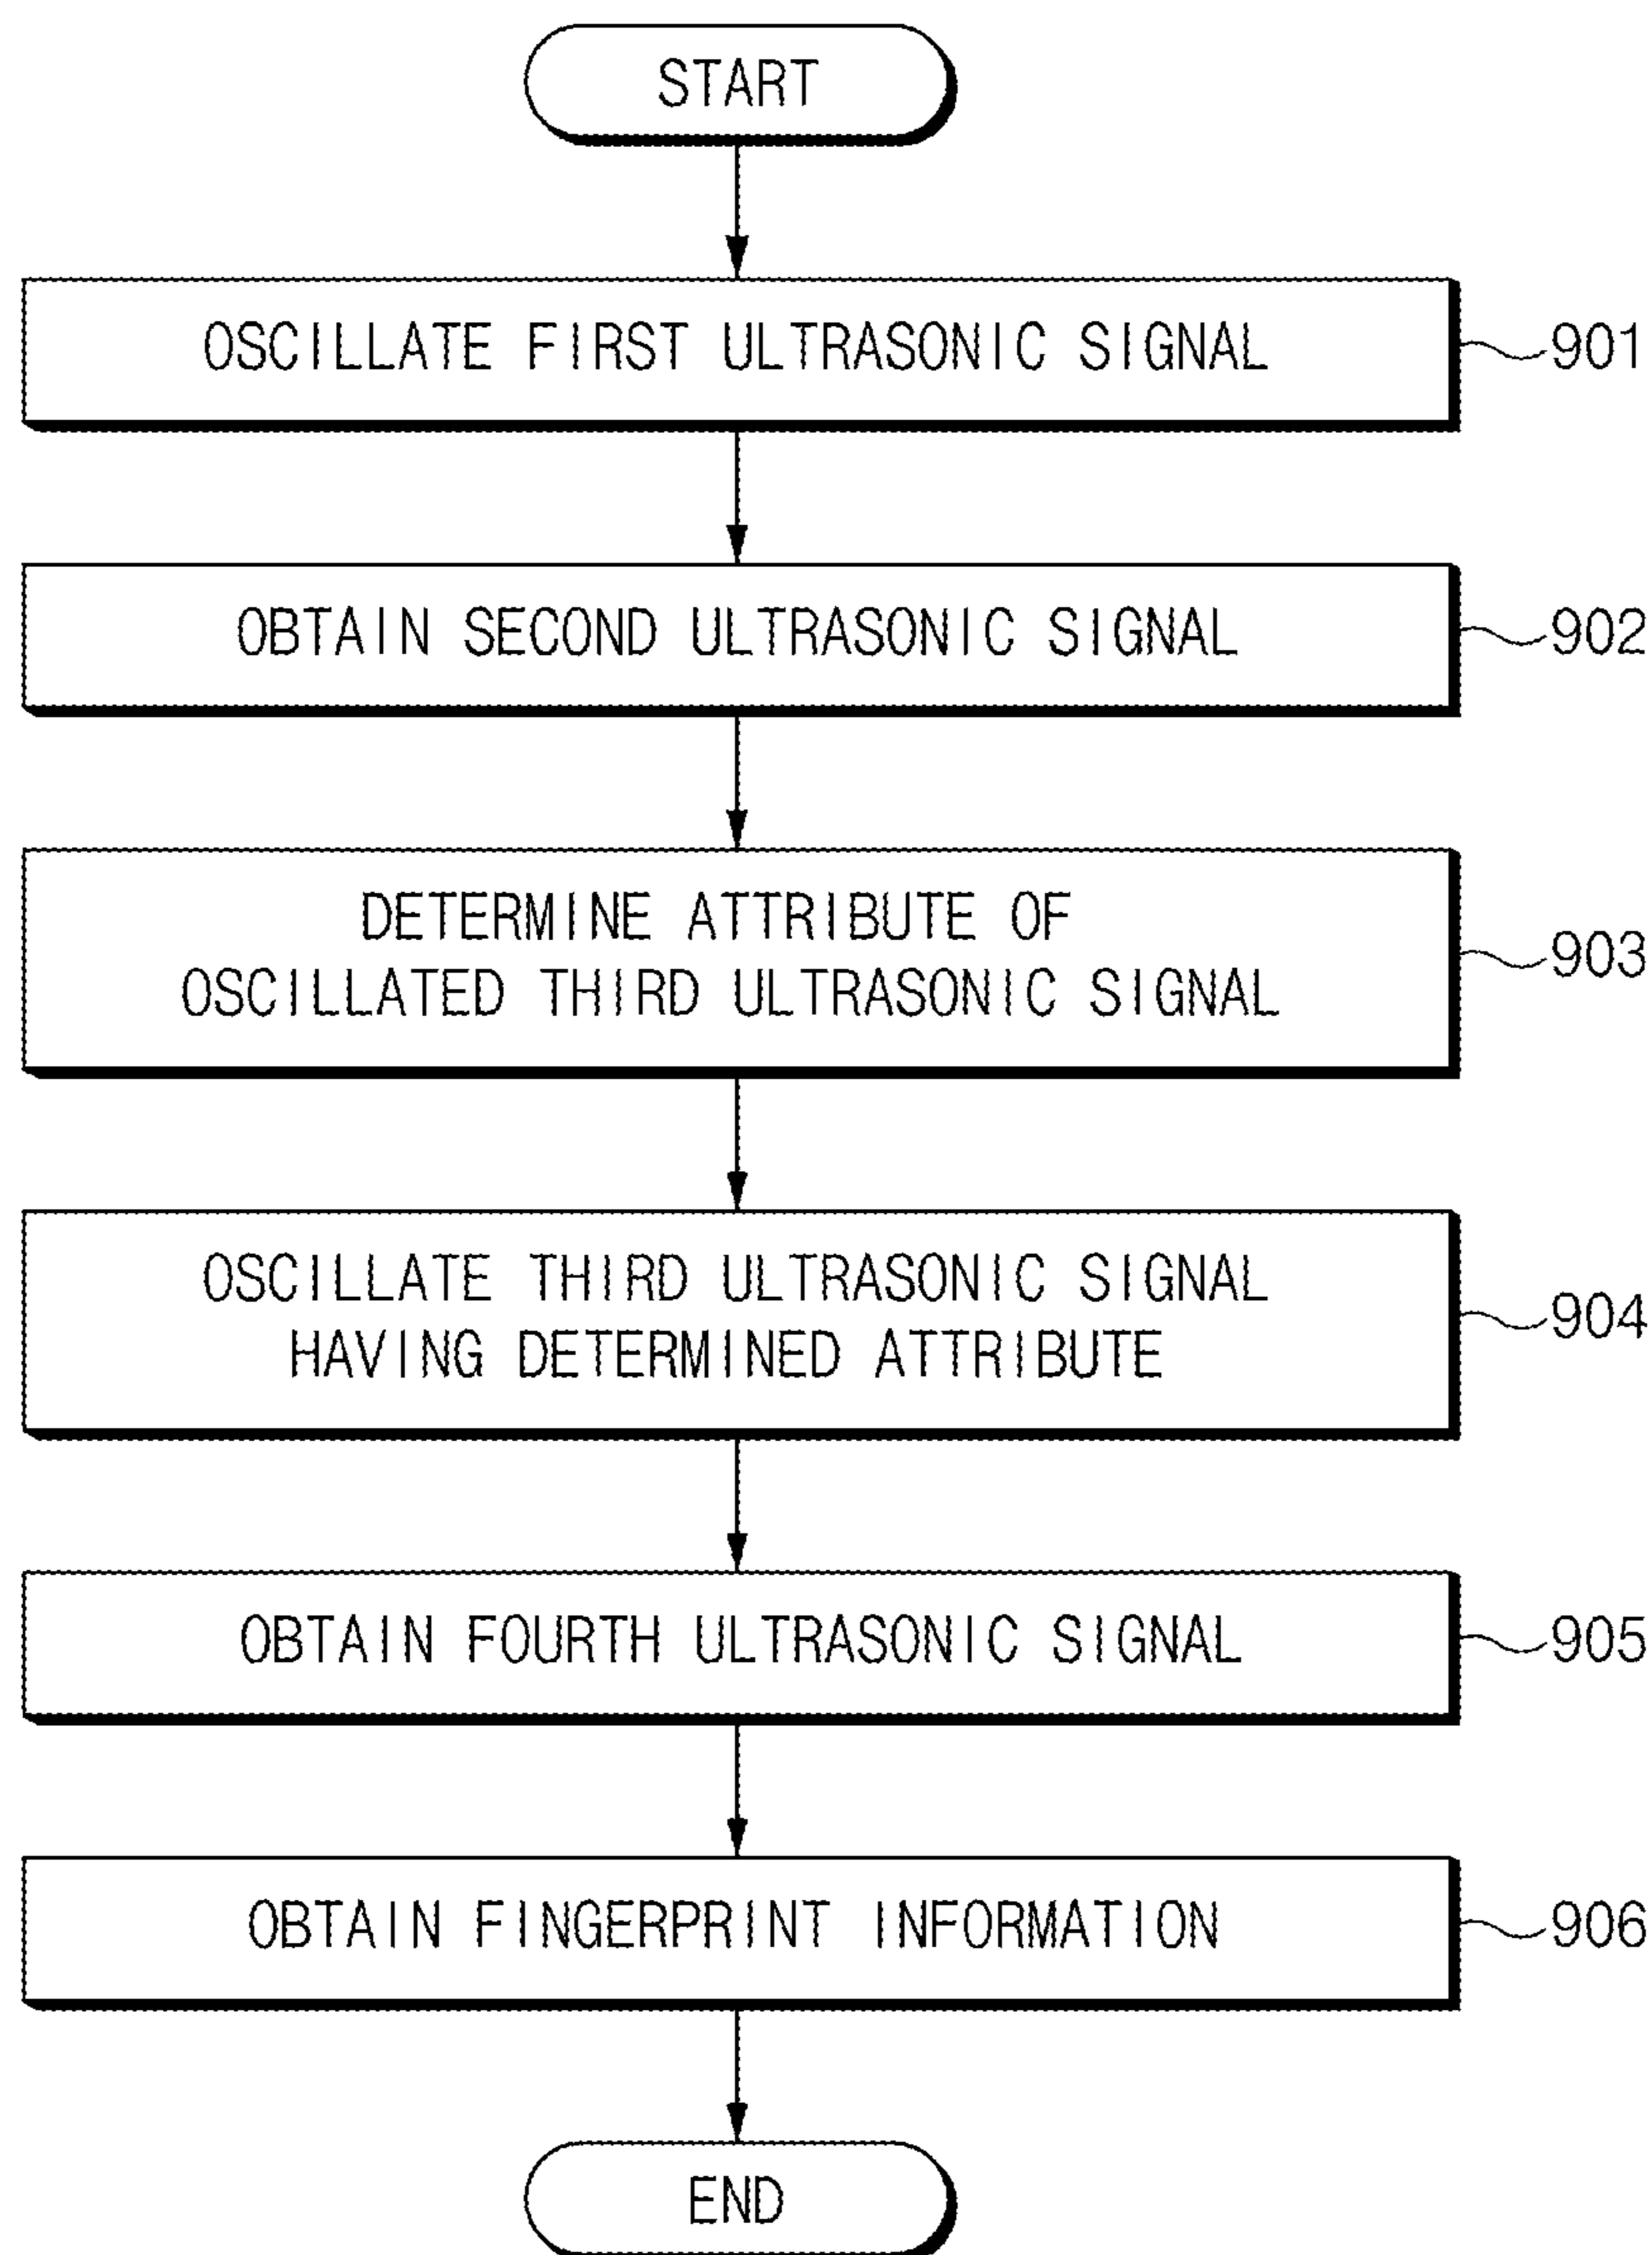 START
OSCILLATE FIRST ULTRASONIC SIGNAL
901
OBTAIN SECOND ULTRASONIC SIGNAL
902
DETERMINE ATTRIBUTE OF
OSCILLATED THIRD ULTRASONIC SIGNAL
903
OSCILLATE THIRD ULTRASONIC SIGNAL
HAVING DETERMINED ATTRIBUTE
904
OBTAIN FOURTH ULTRASONIC SIGNAL
905
OBTAIN FINGERPRINT INFORMATION
906
END